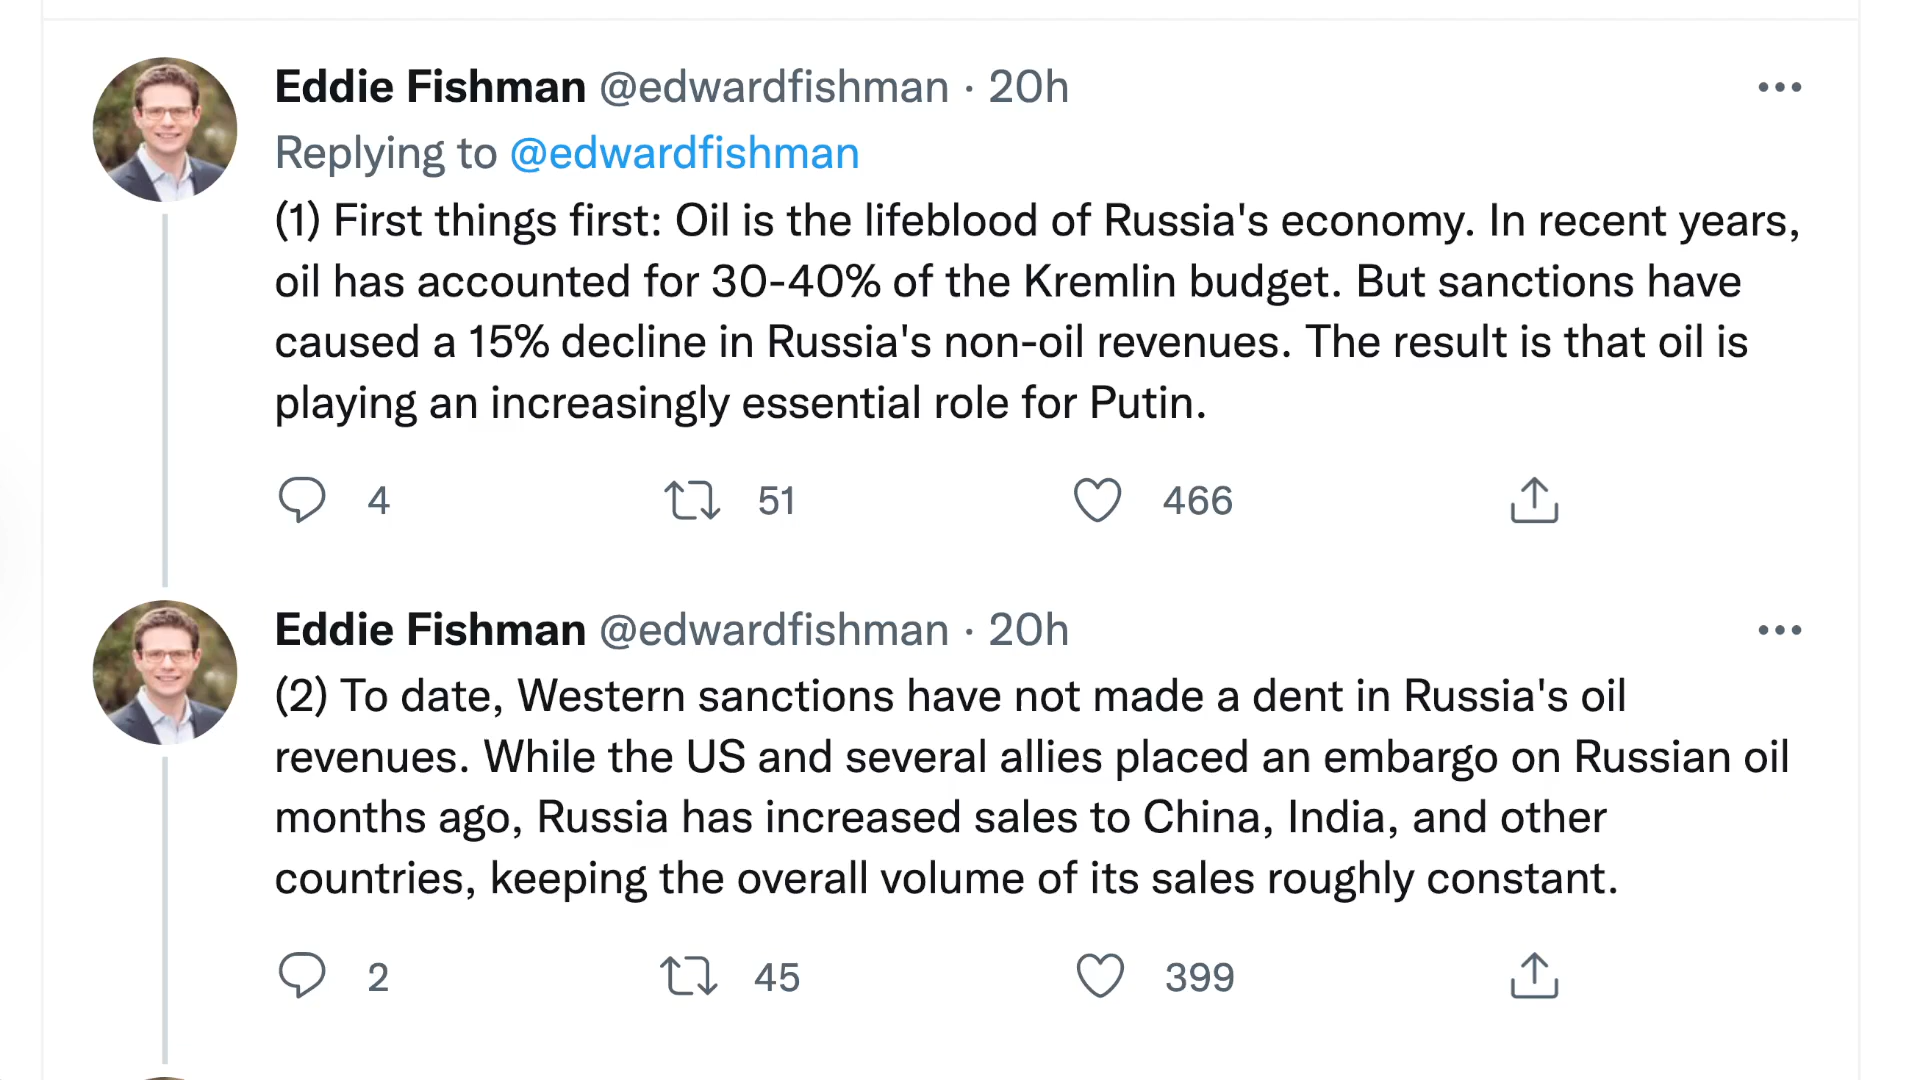 Eddie Fishman @edwardfishman · 20h
Replying to @edwardfishman
(1) First things first: Oil is the lifeblood of Russia's economy. In recent years,
oil has accounted for 30-40% of the Kremlin budget. But sanctions have
caused a 15% decline in Russia's non-oil revenues. The result is that oil is
playing an increasingly essential role for Putin.
4 51 466
Eddie Fishman @edwardfishman · 20h
(2) To date, Western sanctions have not made a dent in Russia's oil
revenues. While the US and several allies placed an embargo on Russian oil
months ago, Russia has increased sales to China, India, and other
countries, keeping the overall volume of its sales roughly constant.
2 45 399